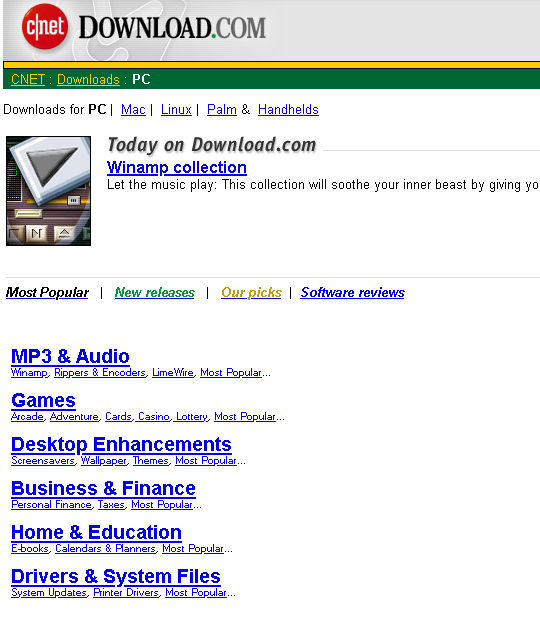 c|net DOWNLOAD.COM
CNET : Downloads : PC
Downloads for PC | Mac | Linux | Palm & Handhelds
Today on Download.com
Winamp collection
Let the music play: This collection will soothe your inner beast by giving yo
Most Popular | New releases | Our picks | Software reviews
MP3 & Audio
Winamp, Rippers & Encoders, LimeWire, Most Popular...
Games
Arcade, Adventure, Cards, Casino, Lottery, Most Popular...
Desktop Enhancements
Screensavers, Wallpaper, Themes, Most Popular...
Business & Finance
Personal Finance, Taxes, Most Popular...
Home & Education
E-books, Calendars & Planners, Most Popular...
Drivers & System Files
System Updates, Printer Drivers, Most Popular...